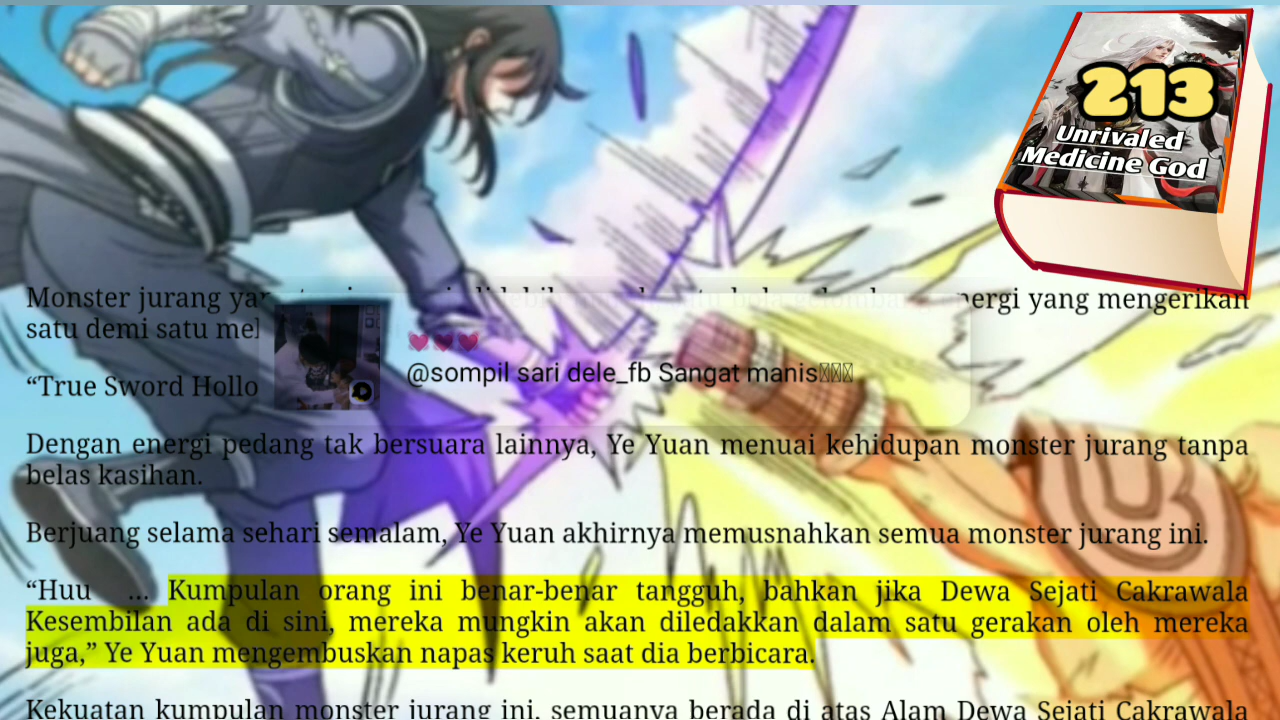 213
Unrivaled
Medicine God
Monster jurang energi yang mengerikan
satu demi satu
@sompil sari dele_fb Sangat manis
“True Sword Hollo
Dengan energi pedang tak bersuara lainnya, Ye Yuan menuai kehidupan monster jurang tanpa
belas kasihan.
Berjuang selama sehari semalam, Ye Yuan akhirnya memusnahkan semua monster jurang ini.
“Huu … Kumpulan orang ini benar-benar tangguh, bahkan jika Dewa Sejati Cakrawala
Kesembilan ada di sini, mereka mungkin akan diledakkan dalam satu gerakan oleh mereka
juga,” Ye Yuan mengembuskan napas keruh saat dia berbicara.
Kekuatan kumpulan monster jurang ini, semuanya berada di atas Alam Dewa Sejati Cakrawala